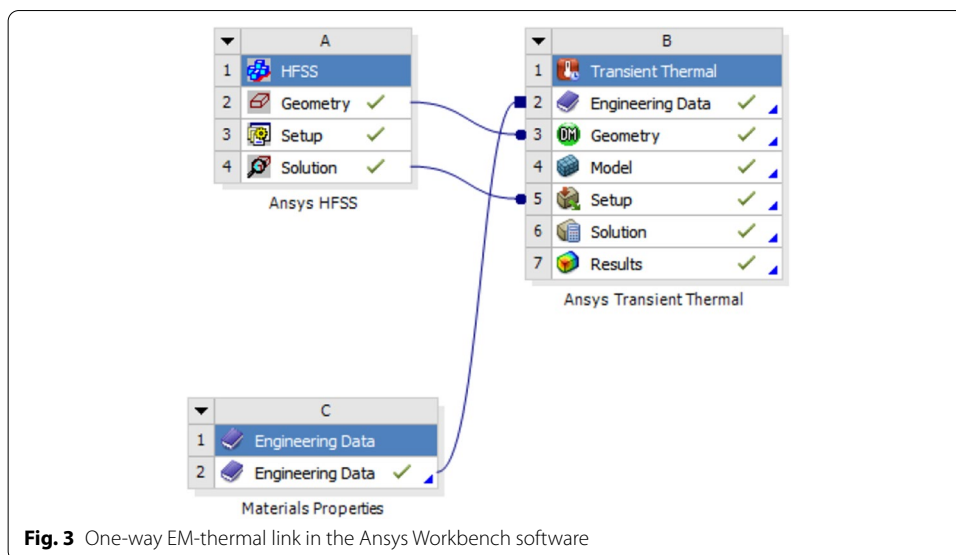 A
1 HFSS
2 Geometry
3 Setup
4 Solution
Ansys HFSS
B
1 Transient Thermal
2 Engineering Data
3 DM Geometry
4 Model
5 Setup
6 Solution
7 Results
Ansys Transient Thermal
C
1 Engineering Data
2 Engineering Data
Materials Properties
Fig. 3 One-way EM-thermal link in the Ansys Workbench software